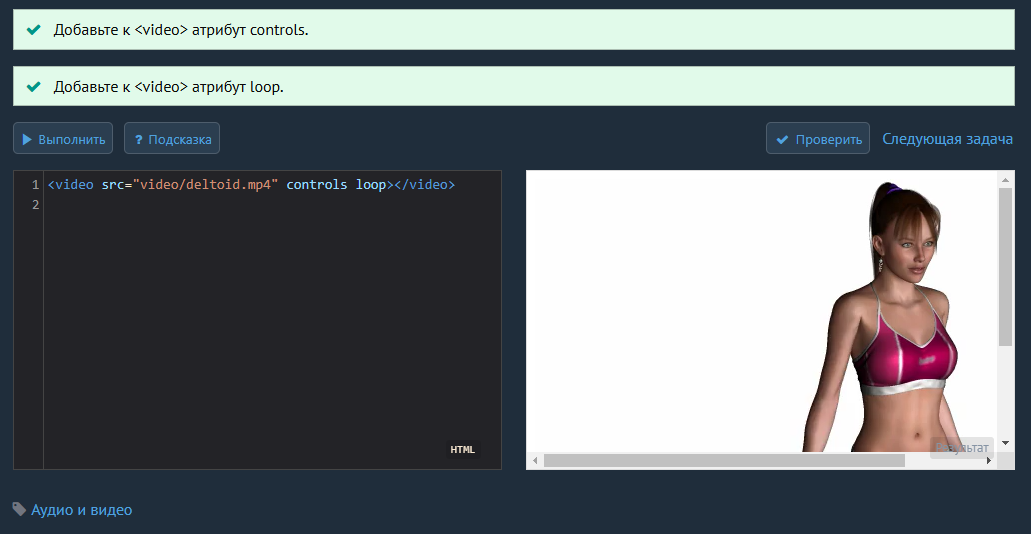 Добавьте к <video> атрибут controls.
Добавьте к <video> атрибут loop.
Выполнить
? Подсказка
Проверить
Следующая задача
1 <video src="video/deltoid.mp4" controls loop></video>
2
HTML
Результат
Аудио и видео